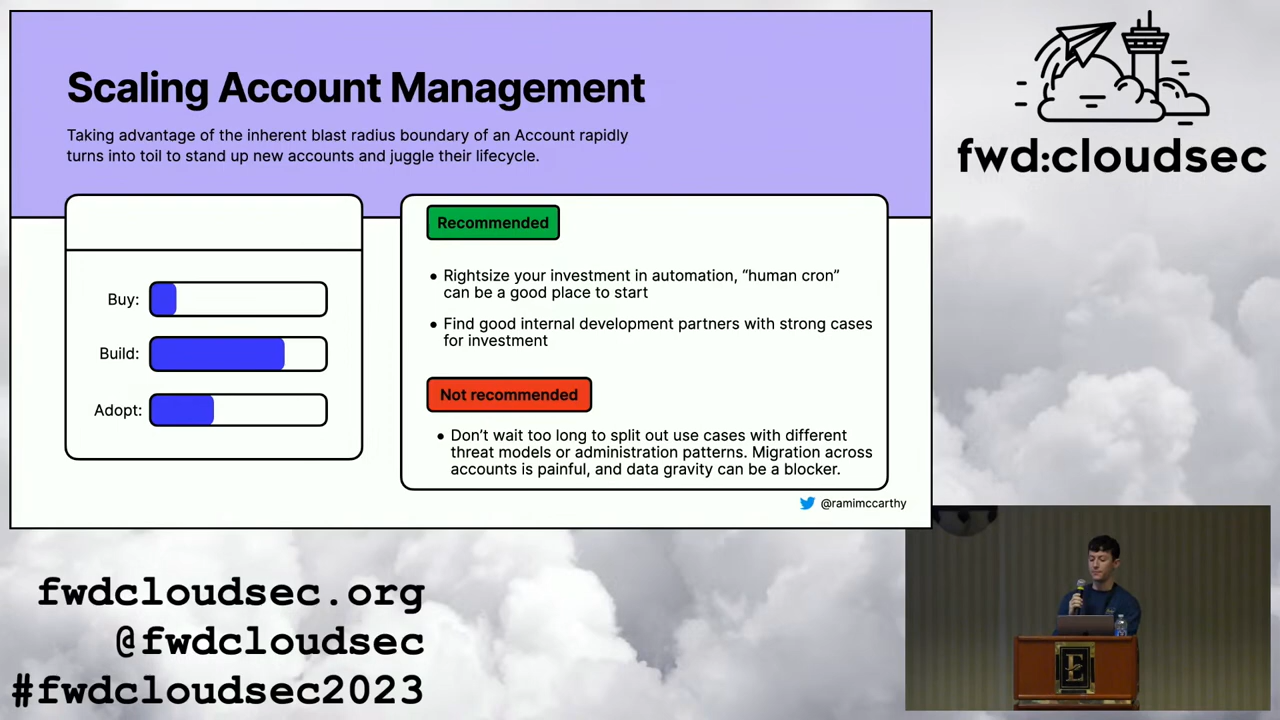 Scaling Account Management
Taking advantage of the inherent blast radius boundary of an Account rapidly
turns into toil to stand up new accounts and juggle their lifecycle.
Buy:
Build:
Adopt:
Recommended
● Rightsize your investment in automation, “human cron”
can be a good place to start
● Find good internal development partners with strong cases
for investment
Not recommended
● Don’t wait too long to split out use cases with different
threat models or administration patterns. Migration across
accounts is painful, and data gravity can be a blocker.
@ramimccarthy
fwd:cloudsec
fwdcloudsec.org
@fwdcloudsec
#fwdcloudsec2023
E